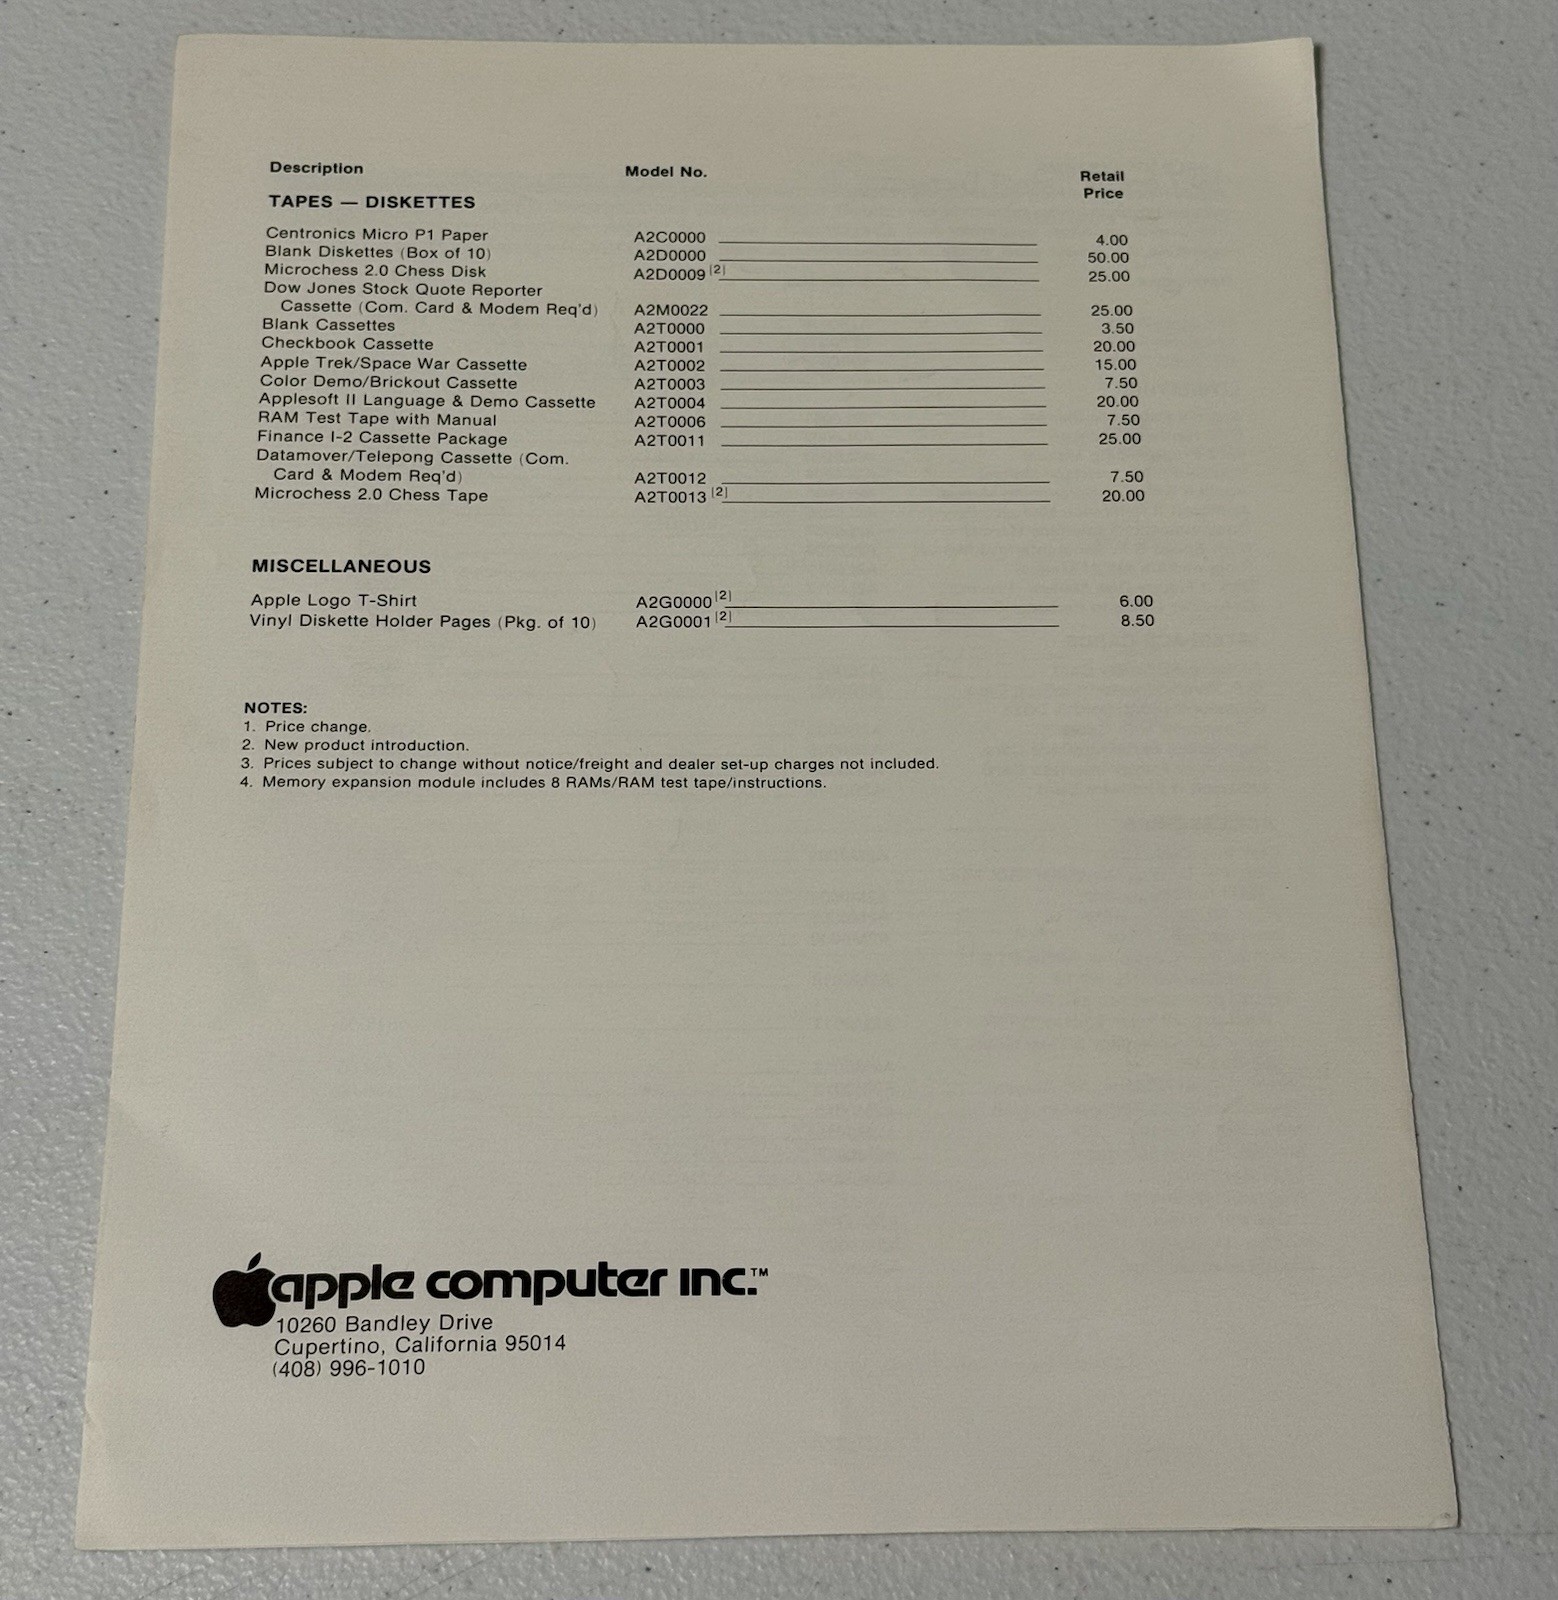 Description Model No. Retail Price
TAPES — DISKETTES
Centronics Micro P1 Paper A2C0000 4.00
Blank Diskettes (Box of 10) A2D0000 50.00
Microchess 2.0 Chess Disk A2D0009 (2) 25.00
Dow Jones Stock Quote Reporter
Cassette (Com. Card & Modem Req'd) A2M0022 25.00
Blank Cassettes A2T0000 3.50
Checkbook Cassette A2T0001 20.00
Apple Trek/Space War Cassette A2T0002 15.00
Color Demo/Brickout Cassette A2T0003 7.50
Applesoft II Language & Demo Cassette A2T0004 20.00
RAM Test Tape with Manual A2T0006 7.50
Finance I-2 Cassette Package A2T0011 25.00
Datamover/Telepong Cassette (Com.
Card & Modem Req'd) A2T0012 7.50
Microchess 2.0 Chess Tape A2T0013 (2) 20.00
MISCELLANEOUS
Apple Logo T-Shirt A2G0000 (2) 6.00
Vinyl Diskette Holder Pages (Pkg. of 10) A2G0001 (2) 8.50
NOTES:
1. Price change.
2. New product introduction.
3. Prices subject to change without notice/freight and dealer set-up charges not included.
4. Memory expansion module includes 8 RAMs/RAM test tape/instructions.
apple computer inc.™
10260 Bandley Drive
Cupertino, California 95014
(408) 996-1010